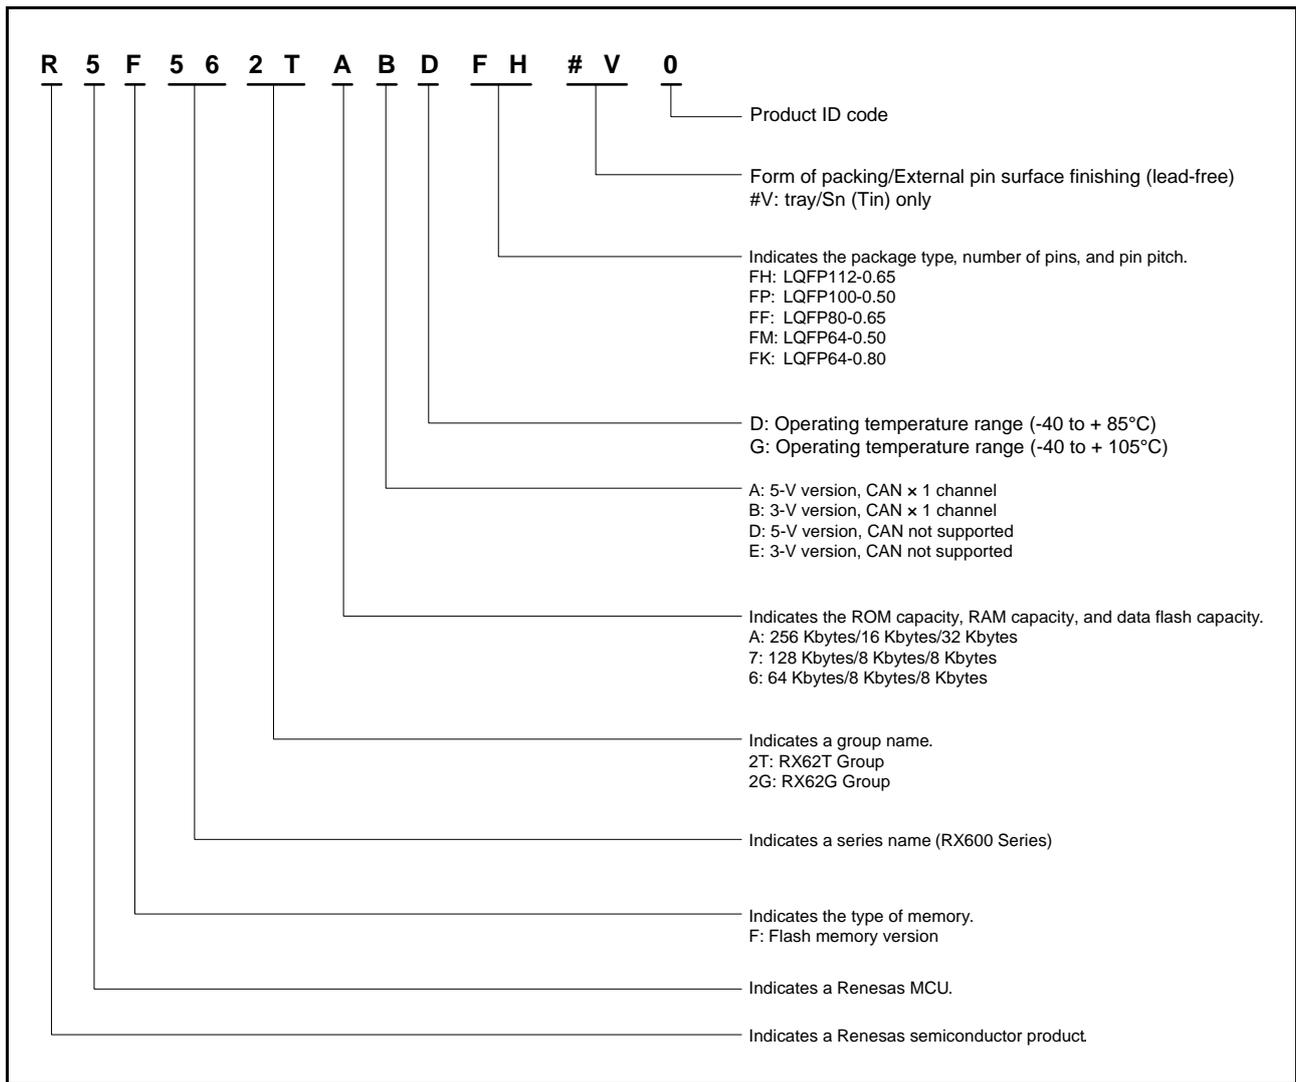 R 5 F 5 6 2 T A B D F H # V 0
Product ID code
Form of packing/External pin surface finishing (lead-free)
#V: tray/Sn (Tin) only
Indicates the package type, number of pins, and pin pitch.
FH: LQFP112-0.65
FP: LQFP100-0.50
FF: LQFP80-0.65
FM: LQFP64-0.50
FK: LQFP64-0.80
D: Operating temperature range (-40 to + 85°C)
G: Operating temperature range (-40 to + 105°C)
A: 5-V version, CAN × 1 channel
B: 3-V version, CAN × 1 channel
D: 5-V version, CAN not supported
E: 3-V version, CAN not supported
Indicates the ROM capacity, RAM capacity, and data flash capacity.
A: 256 Kbytes/16 Kbytes/32 Kbytes
7: 128 Kbytes/8 Kbytes/8 Kbytes
6: 64 Kbytes/8 Kbytes/8 Kbytes
Indicates a group name.
2T: RX62T Group
2G: RX62G Group
Indicates a series name (RX600 Series)
Indicates the type of memory.
F: Flash memory version
Indicates a Renesas MCU.
Indicates a Renesas semiconductor product.